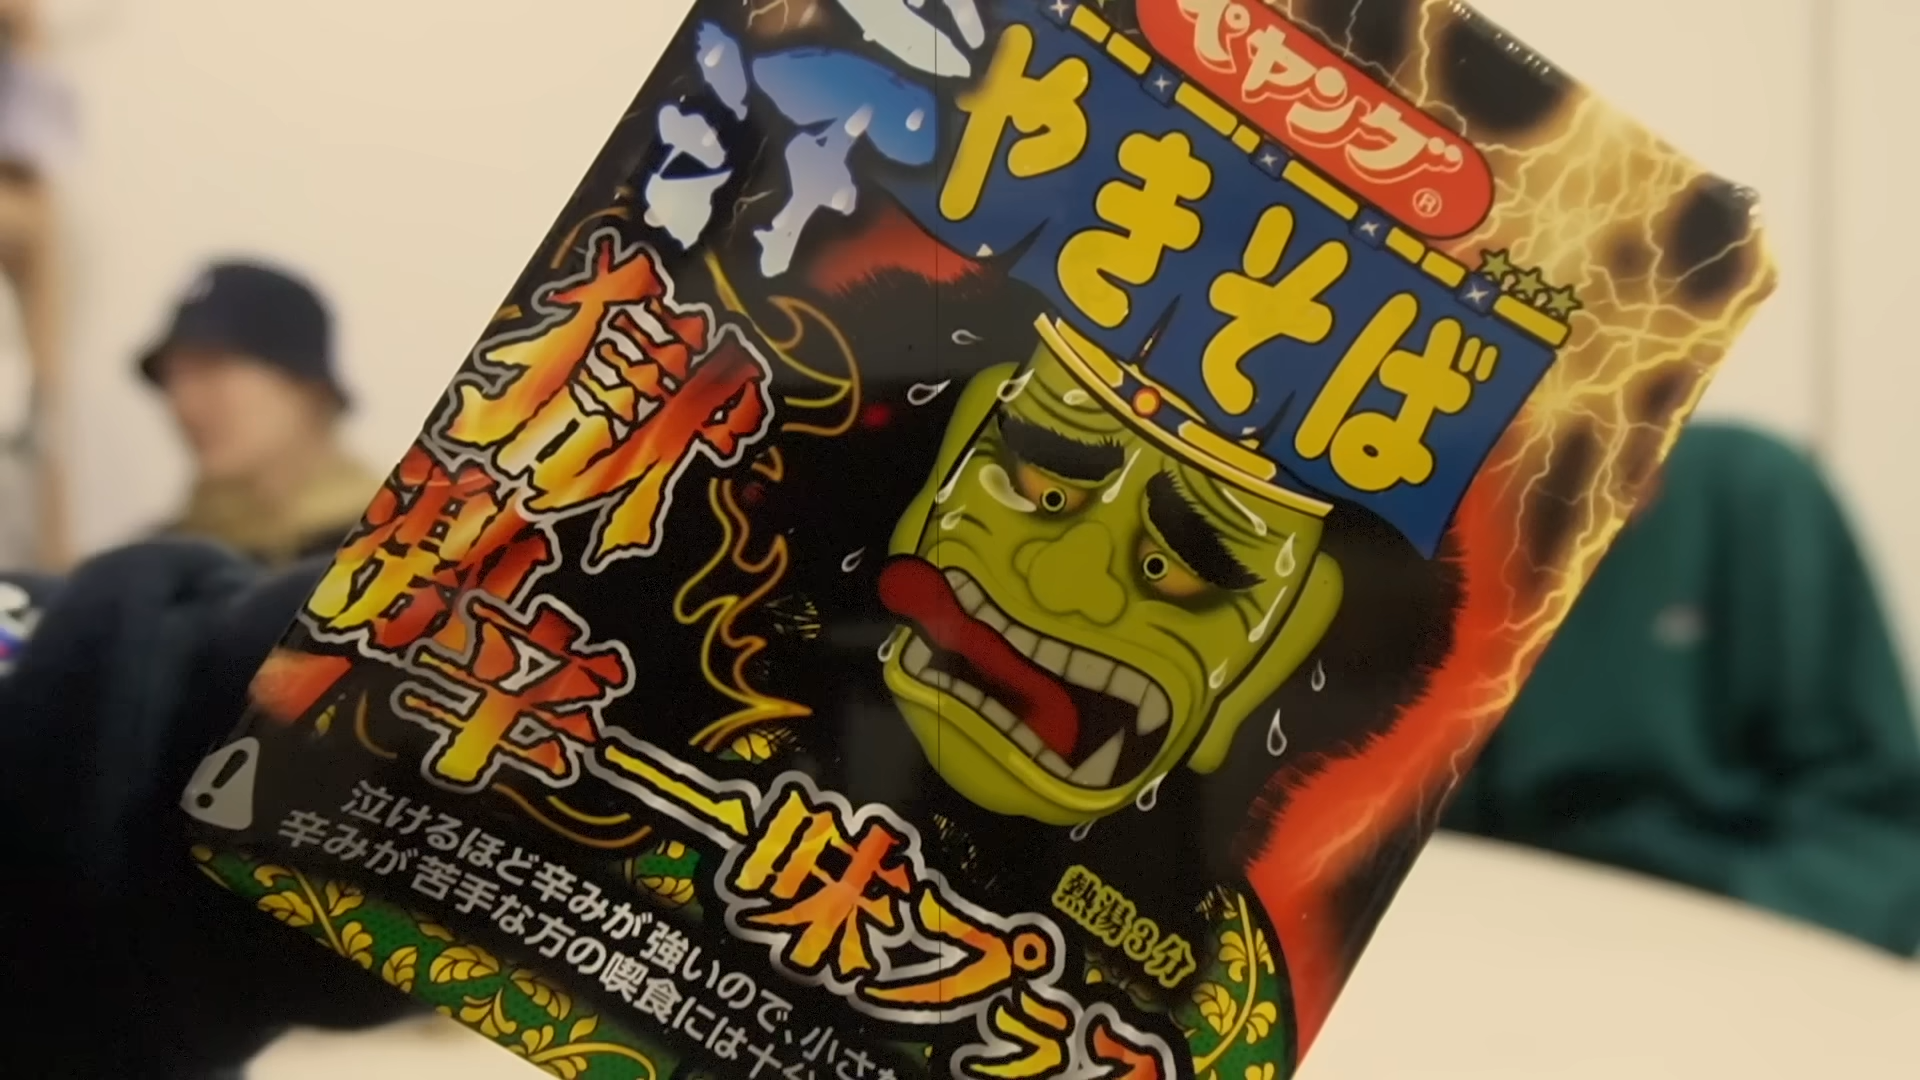 ペヤング®
やきそば
獄激辛一味プラス
熱湯3分
泣けるほど辛みが強いので、小さ
辛みが苦手な方の喫食には十分